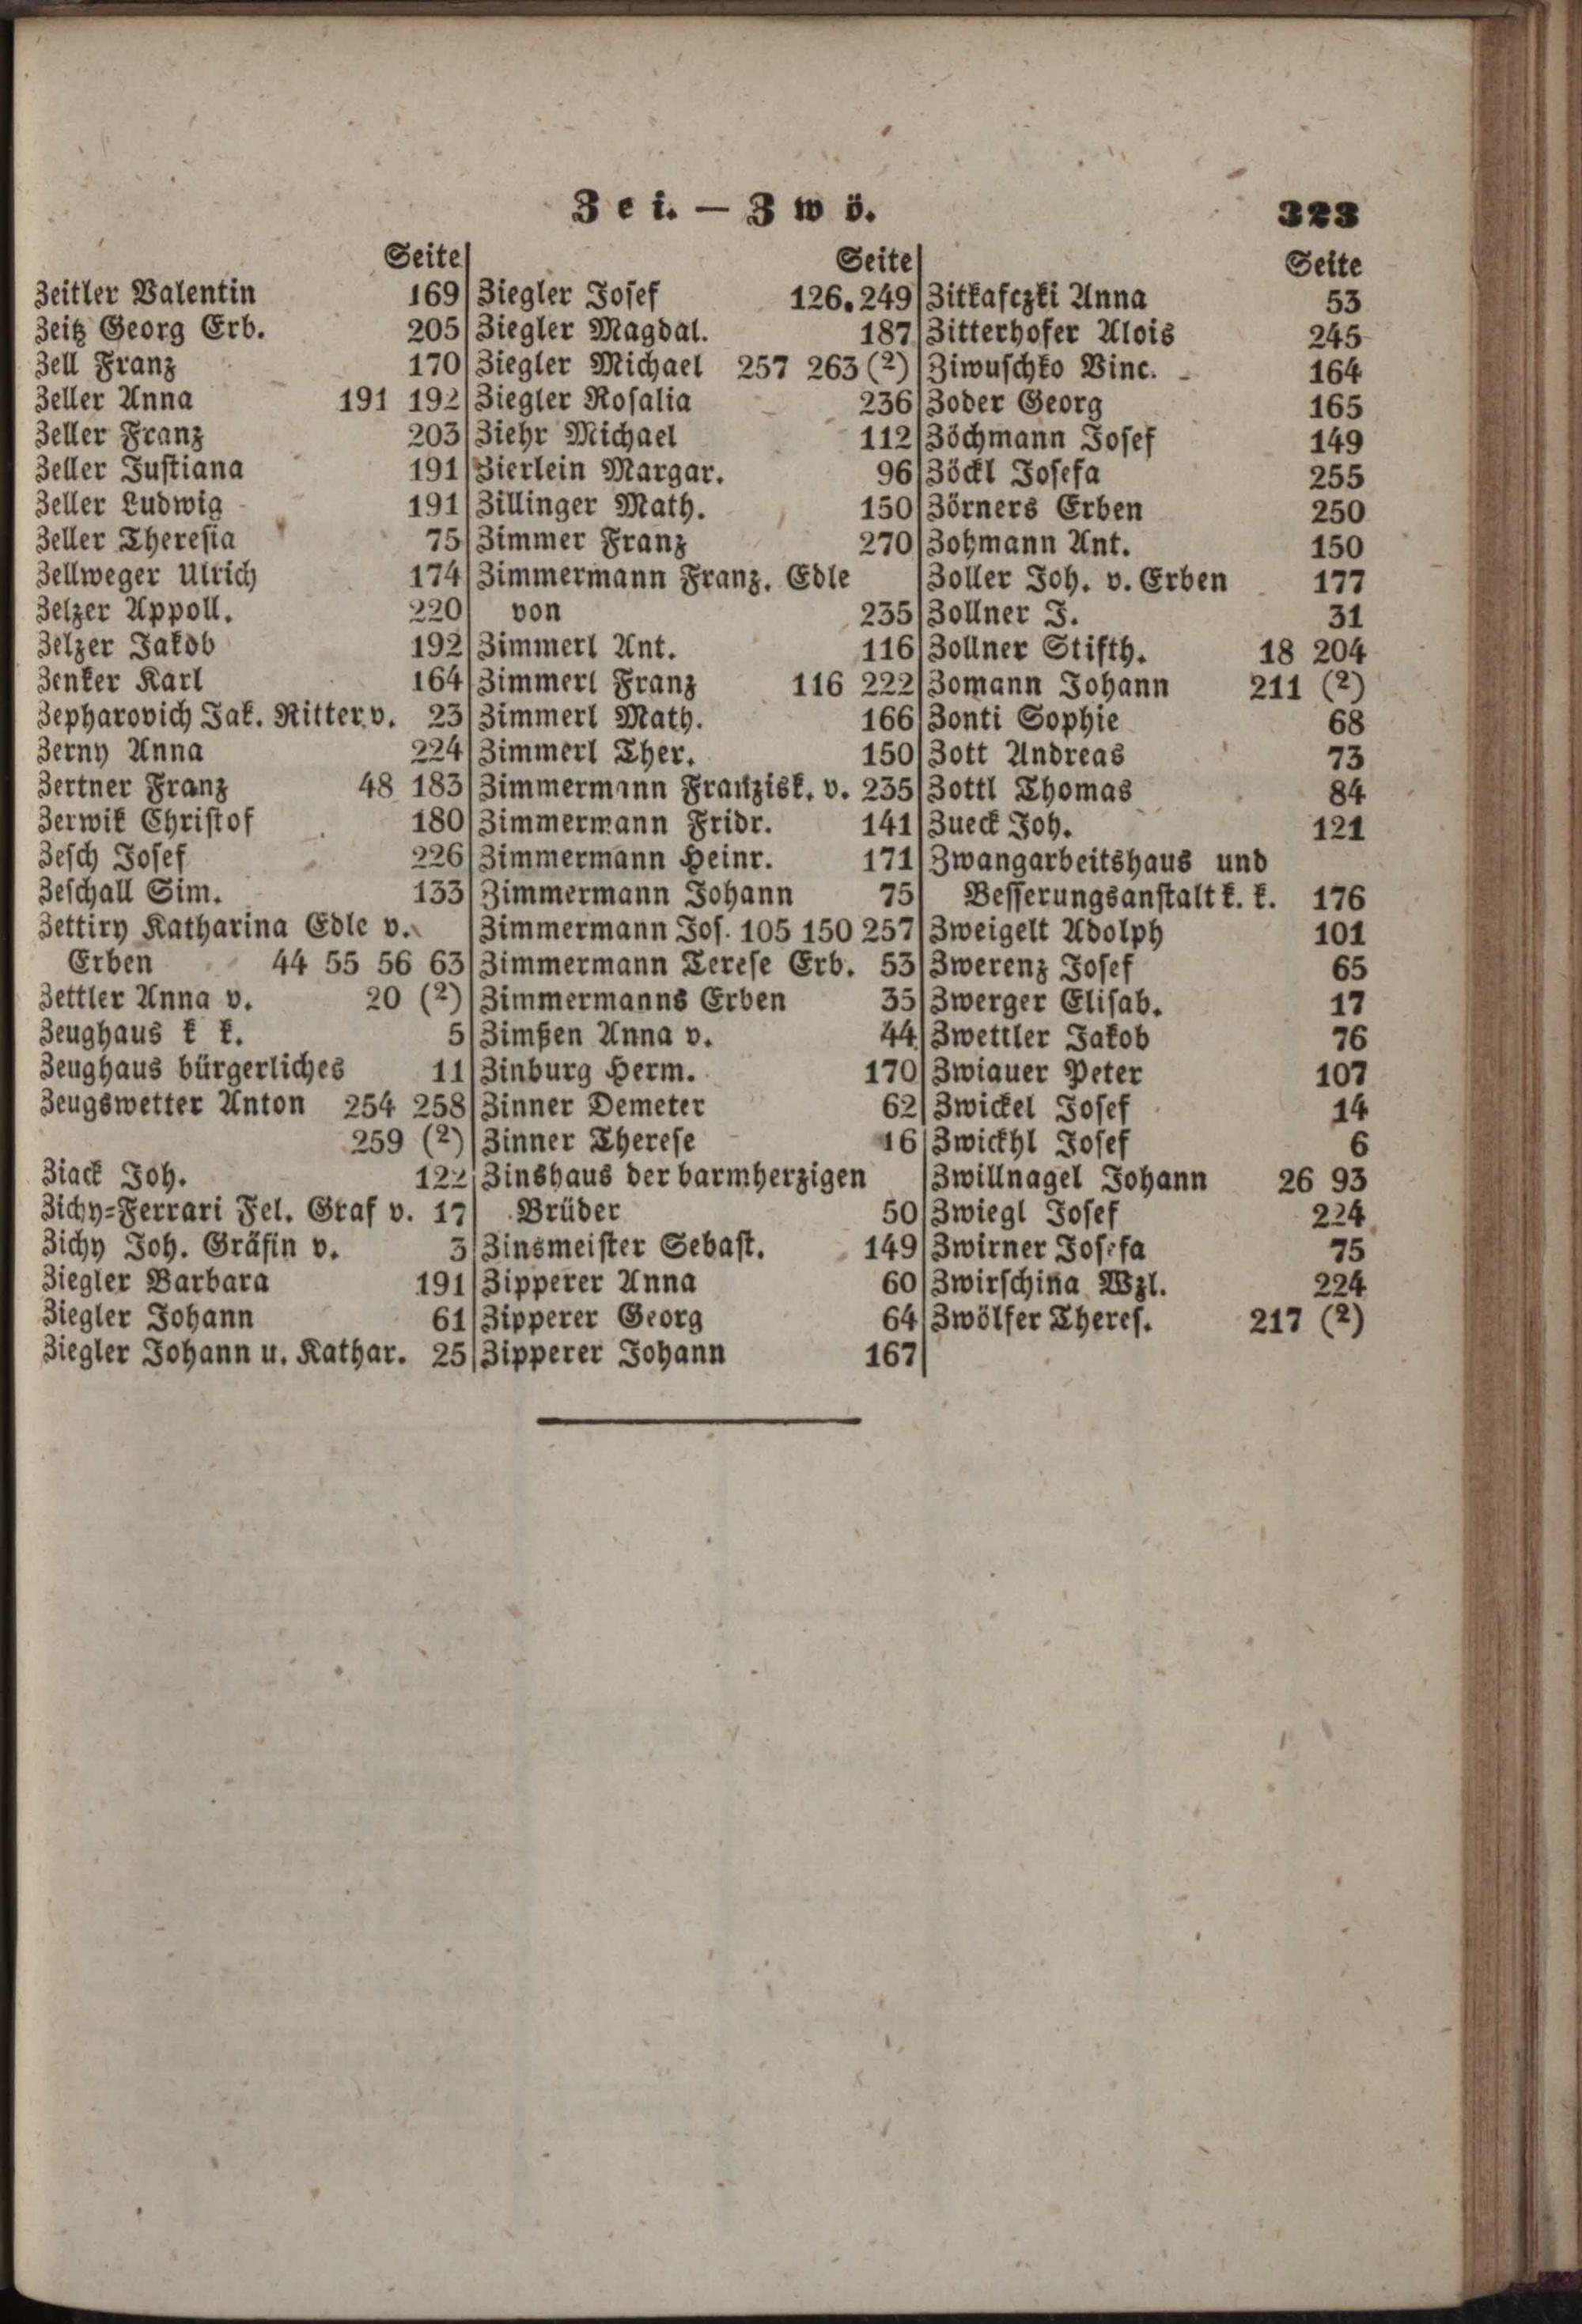 Zei. — Zwö. 323
Seite
Zeitler Valentin 169
Zeitz Georg Erb. 205
Zell Franz 170
Zeller Anna 191 192
Zeller Franz 203
Zeller Justiana 191
Zeller Ludwig 191
Zeller Theresia 75
Zellweger Ulrich 174
Zelzer Appoll. 220
Zelzer Jakob 192
Zenker Karl 164
Zepharovich Jak. Ritter v. 23
Zerny Anna 224
Zertner Franz 48 183
Zerwik Christof 180
Zesch Josef 226
Zeschall Sim. 133
Zettiry Katharina Edle v.
Erben 44 55 56 63
Zettler Anna v. 20 (2)
Zeughaus k k. 5
Zeughaus bürgerliches 11
Zeugswetter Anton 254 258
259 (2)
Ziack Joh. 122
Zichy-Ferrari Fel. Graf v. 17
Zichy Joh. Gräfin v. 3
Ziegler Barbara 191
Ziegler Johann 61
Ziegler Johann u. Kathar. 25
Seite
Ziegler Josef 126. 249
Ziegler Magdal. 187
Ziegler Michael 257 263 (2)
Ziegler Rosalia 236
Ziehr Michael 112
Zierlein Margar. 96
Zillinger Math. 150
Zimmer Franz 270
Zimmermann Franz. Edle
von 235
Zimmerl Ant. 116
Zimmerl Franz 116 222
Zimmerl Math. 166
Zimmerl Ther. 150
Zimmermann Franzisk. v. 235
Zimmermann Fridr. 141
Zimmermann Heinr. 171
Zimmermann Johann 75
Zimmermann Jos. 105 150 257
Zimmermann Terese Erb. 53
Zimmermanns Erben 35
Zimßen Anna v. 44
Zinburg Herm. 170
Zinner Demeter 62
Zinner Therese 16
Zinshaus der barmherzigen
Brüder 50
Zinsmeister Sebast. 149
Zipperer Anna 60
Zipperer Georg 64
Zipperer Johann 167
Seite
Zitkafczki Anna 53
Zitterhofer Alois 245
Ziwuschko Vinc. 164
Zoder Georg 165
Zöchmann Josef 149
Zöckl Josefa 255
Zörners Erben 250
Zohmann Ant. 150
Zoller Joh. v. Erben 177
Zollner J. 31
Zollner Stifth. 18 204
Zomann Johann 211 (2)
Zonti Sophie 68
Zott Andreas 73
Zottl Thomas 84
Zueck Joh. 121
Zwangarbeitshaus und
Besserungsanstalt k. k. 176
Zweigelt Adolph 101
Zwerenz Josef 65
Zwerger Elisab. 17
Zwettler Jakob 76
Zwiauer Peter 107
Zwickel Josef 14
Zwickhl Josef 6
Zwillnagel Johann 26 93
Zwiegl Josef 224
Zwirner Josefa 75
Zwirschina Wzl. 224
Zwölfer Theres. 217 (2)